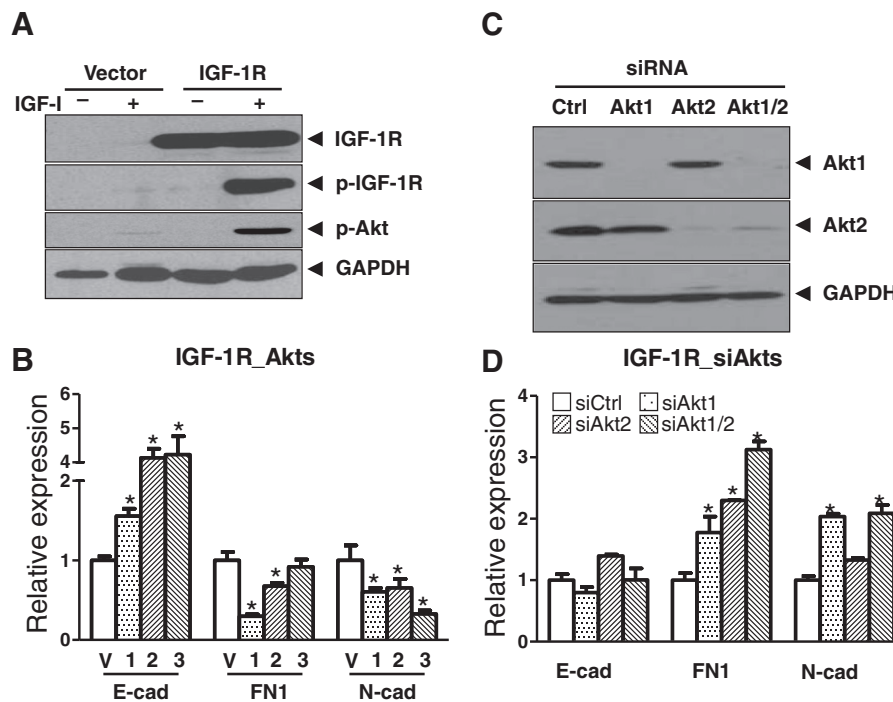 A
Vector IGF-1R
IGF-I – + – +
IGF-1R
p-IGF-1R
p-Akt
GAPDH
C
siRNA
Ctrl Akt1 Akt2 Akt1/2
Akt1
Akt2
GAPDH
B
IGF-1R_Akts
Relative expression
6
5
4
2
1
0
* * * * * * * *
V 1 2 3 V 1 2 3 V 1 2 3
E-cad FN1 N-cad
D
IGF-1R_siAkts
Relative expression
4
3
2
1
0
siCtrl siAkt1
siAkt2 siAkt1/2
* * * * *
E-cad FN1 N-cad